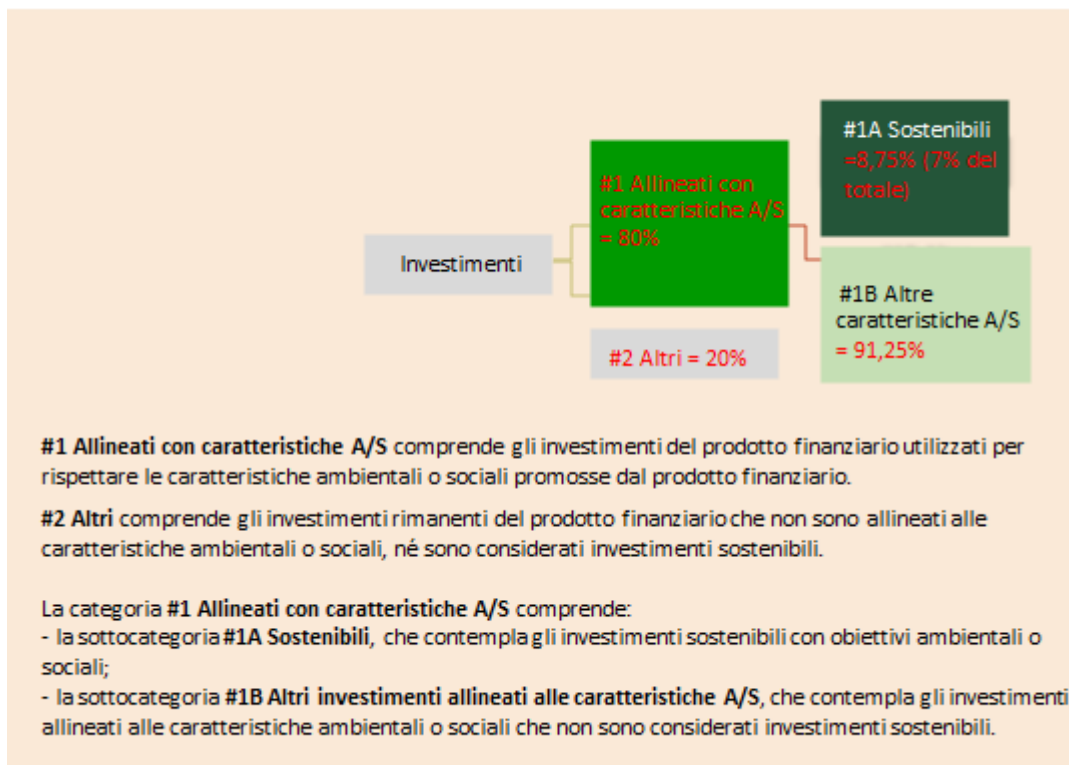 #1A Sostenibili
=8,75% (7% del
totale)
#1 Allineati con
caratteristiche A/S
= 80%
Investimenti
#1B Altre
caratteristiche A/S
= 91,25%
#2 Altri = 20%
#1 Allineati con caratteristiche A/S comprende gli investimenti del prodotto finanziario utilizzati per
rispettare le caratteristiche ambientali o sociali promosse dal prodotto finanziario.
#2 Altri comprende gli investimenti rimanenti del prodotto finanziario che non sono allineati alle
caratteristiche ambientali o sociali, né sono considerati investimenti sostenibili.
La categoria #1 Allineati con caratteristiche A/S comprende:
- la sottocategoria #1A Sostenibili, che contempla gli investimenti sostenibili con obiettivi ambientali o
sociali;
- la sottocategoria #1B Altri investimenti allineati alle caratteristiche A/S, che contempla gli investimenti
allineati alle caratteristiche ambientali o sociali che non sono considerati investimenti sostenibili.